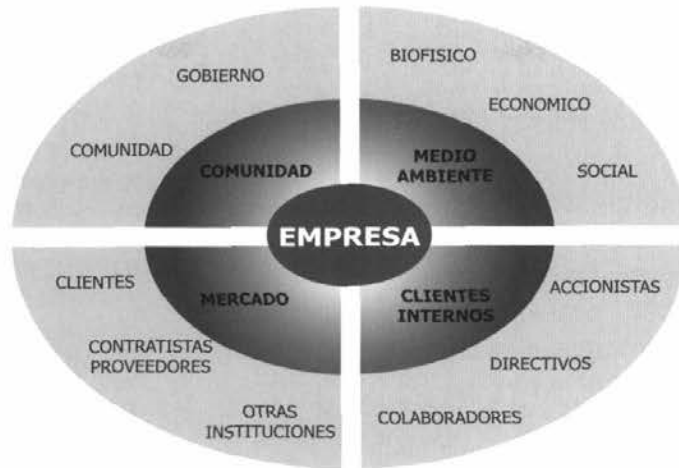 GOBIERNO
COMUNIDAD
COMUNIDAD
BIOFISICO
ECONOMICO
SOCIAL
MEDIO
AMBIENTE
EMPRESA
CLIENTES
CONTRATISTAS
PROVEEDORES
OTRAS
INSTITUCIONES
MERCADO
CLIENTES
INTERNOS
ACCIONISTAS
DIRECTIVOS
COLABORADORES